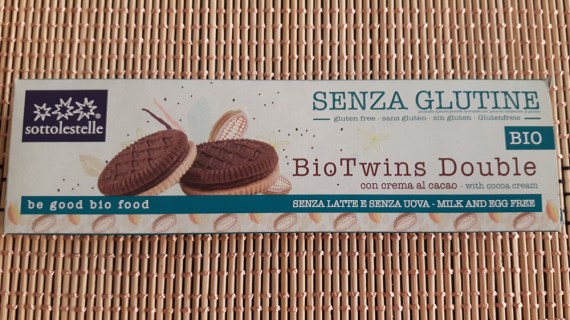 sottolestelle
be good bio food
SENZA GLUTINE
gluten free - sans gluten - sin gluten - Glutenfree
BIO
BioTwins Double
con crema al cacao - with cocoa cream
SENZA LATTE E SENZA UOVA - MILK AND EGG FREE